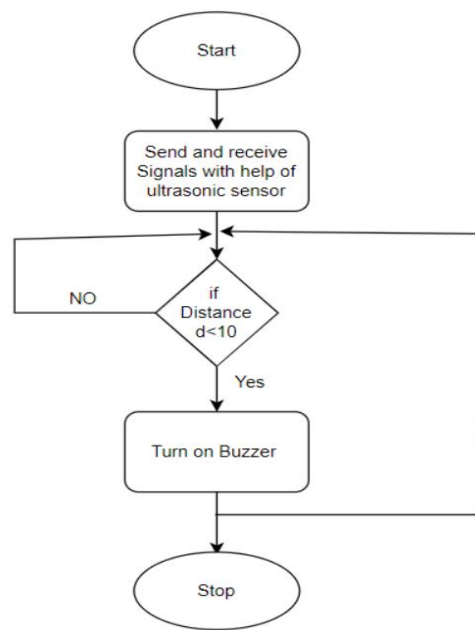 Start
Send and receive
Signals with help of
ultrasonic sensor
NO
if
Distance
d<10
Yes
Turn on Buzzer
Stop